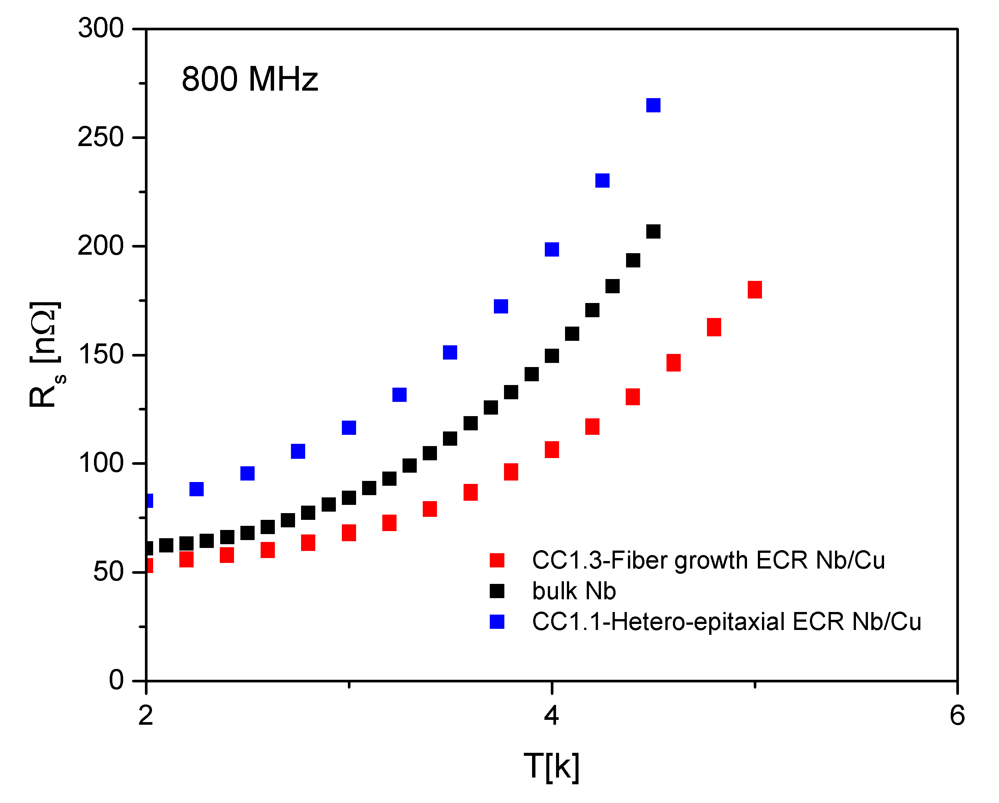 300
800 MHz
250
200
150
100
50
0
R_s [nΩ]
CC1.3-Fiber growth ECR Nb/Cu
bulk Nb
CC1.1-Hetero-epitaxial ECR Nb/Cu
2
4
6
T[k]